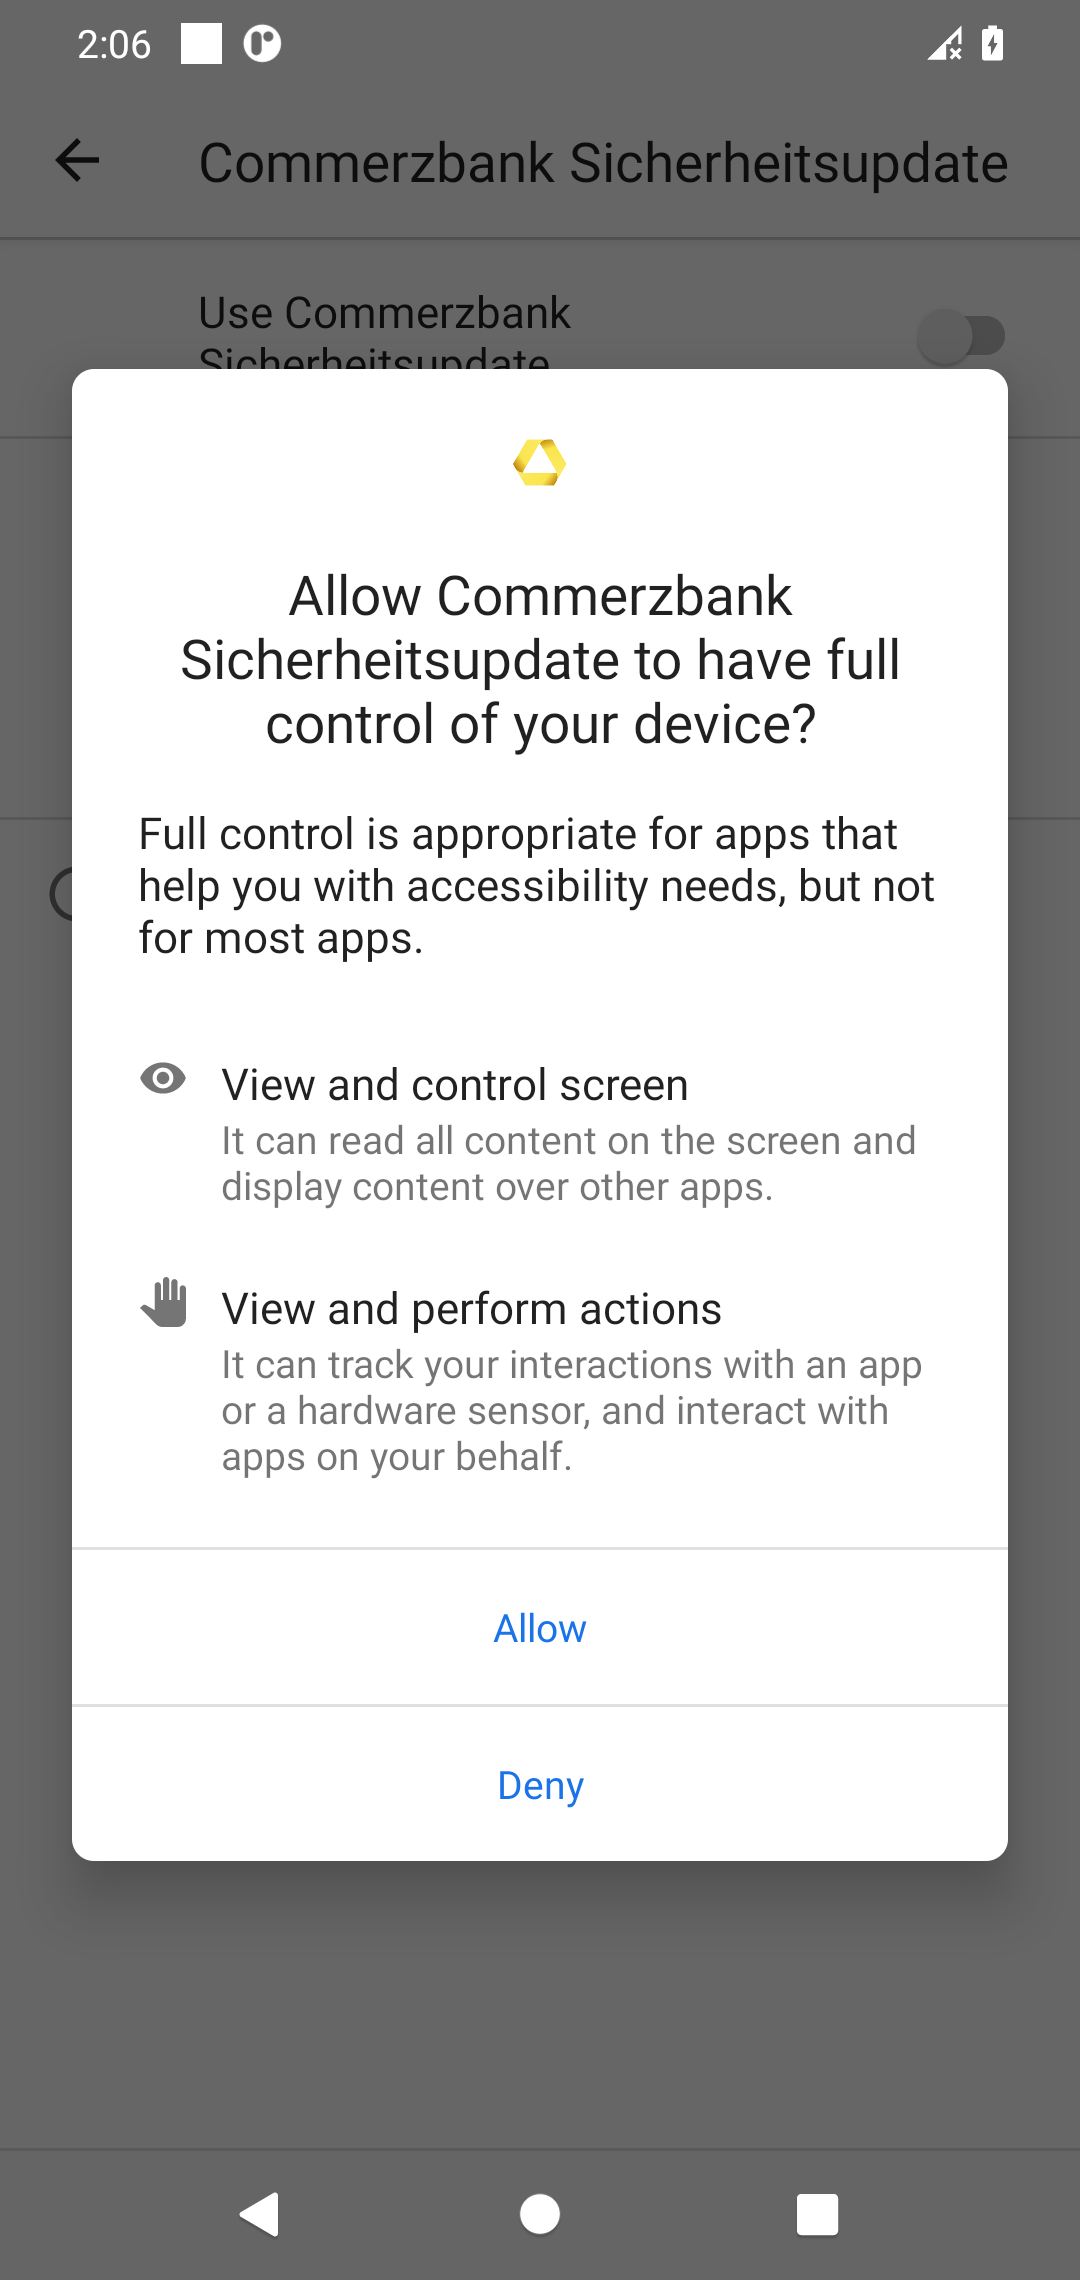 2:06
Commerzbank Sicherheitsupdate
Use Commerzbank
Sicherheitsupdate
Allow Commerzbank
Sicherheitsupdate to have full
control of your device?
Full control is appropriate for apps that
help you with accessibility needs, but not
for most apps.
View and control screen
It can read all content on the screen and
display content over other apps.
View and perform actions
It can track your interactions with an app
or a hardware sensor, and interact with
apps on your behalf.
Allow
Deny